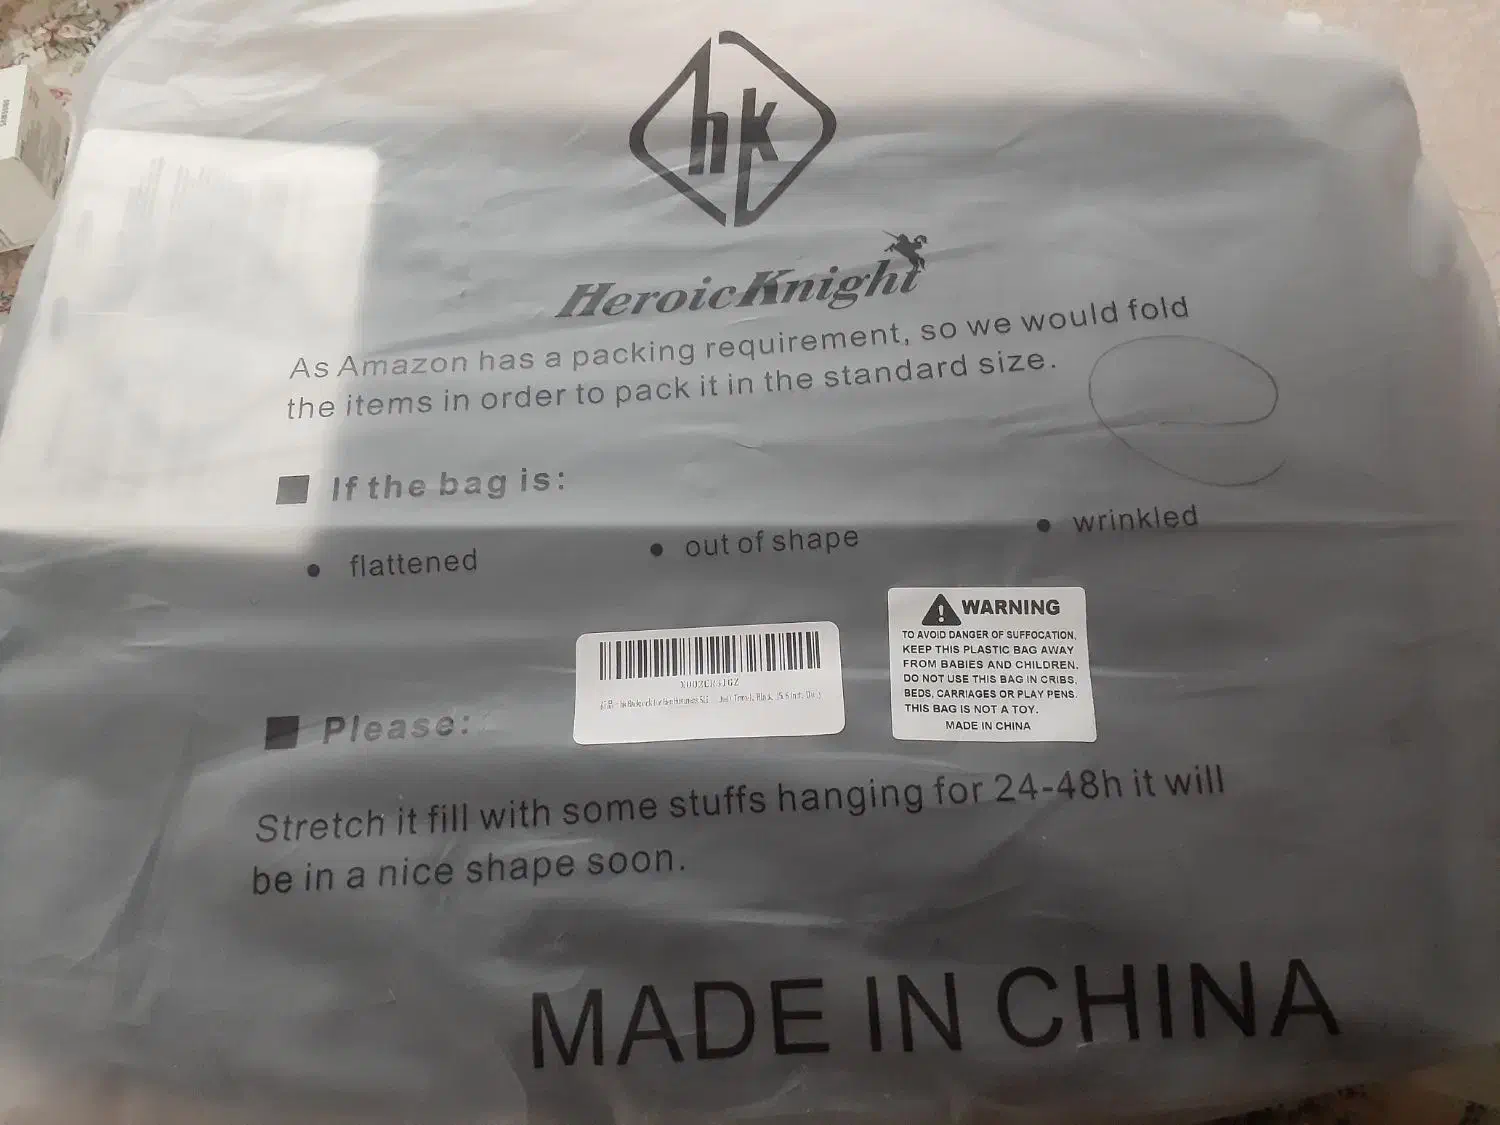 hk
HeroicKnight
As Amazon has a packing requirement, so we would fold
the items in order to pack it in the standard size.
If the bag is:
• flattened • out of shape • wrinkled
WARNING
TO AVOID DANGER OF SUFFOCATION,
KEEP THIS PLASTIC BAG AWAY
FROM BABIES AND CHILDREN.
DO NOT USE THIS BAG IN CRIBS,
BEDS, CARRIAGES OR PLAY PENS.
THIS BAG IS NOT A TOY.
MADE IN CHINA
Please:
Stretch it fill with some stuffs hanging for 24-48h it will
be in a nice shape soon.
MADE IN CHINA